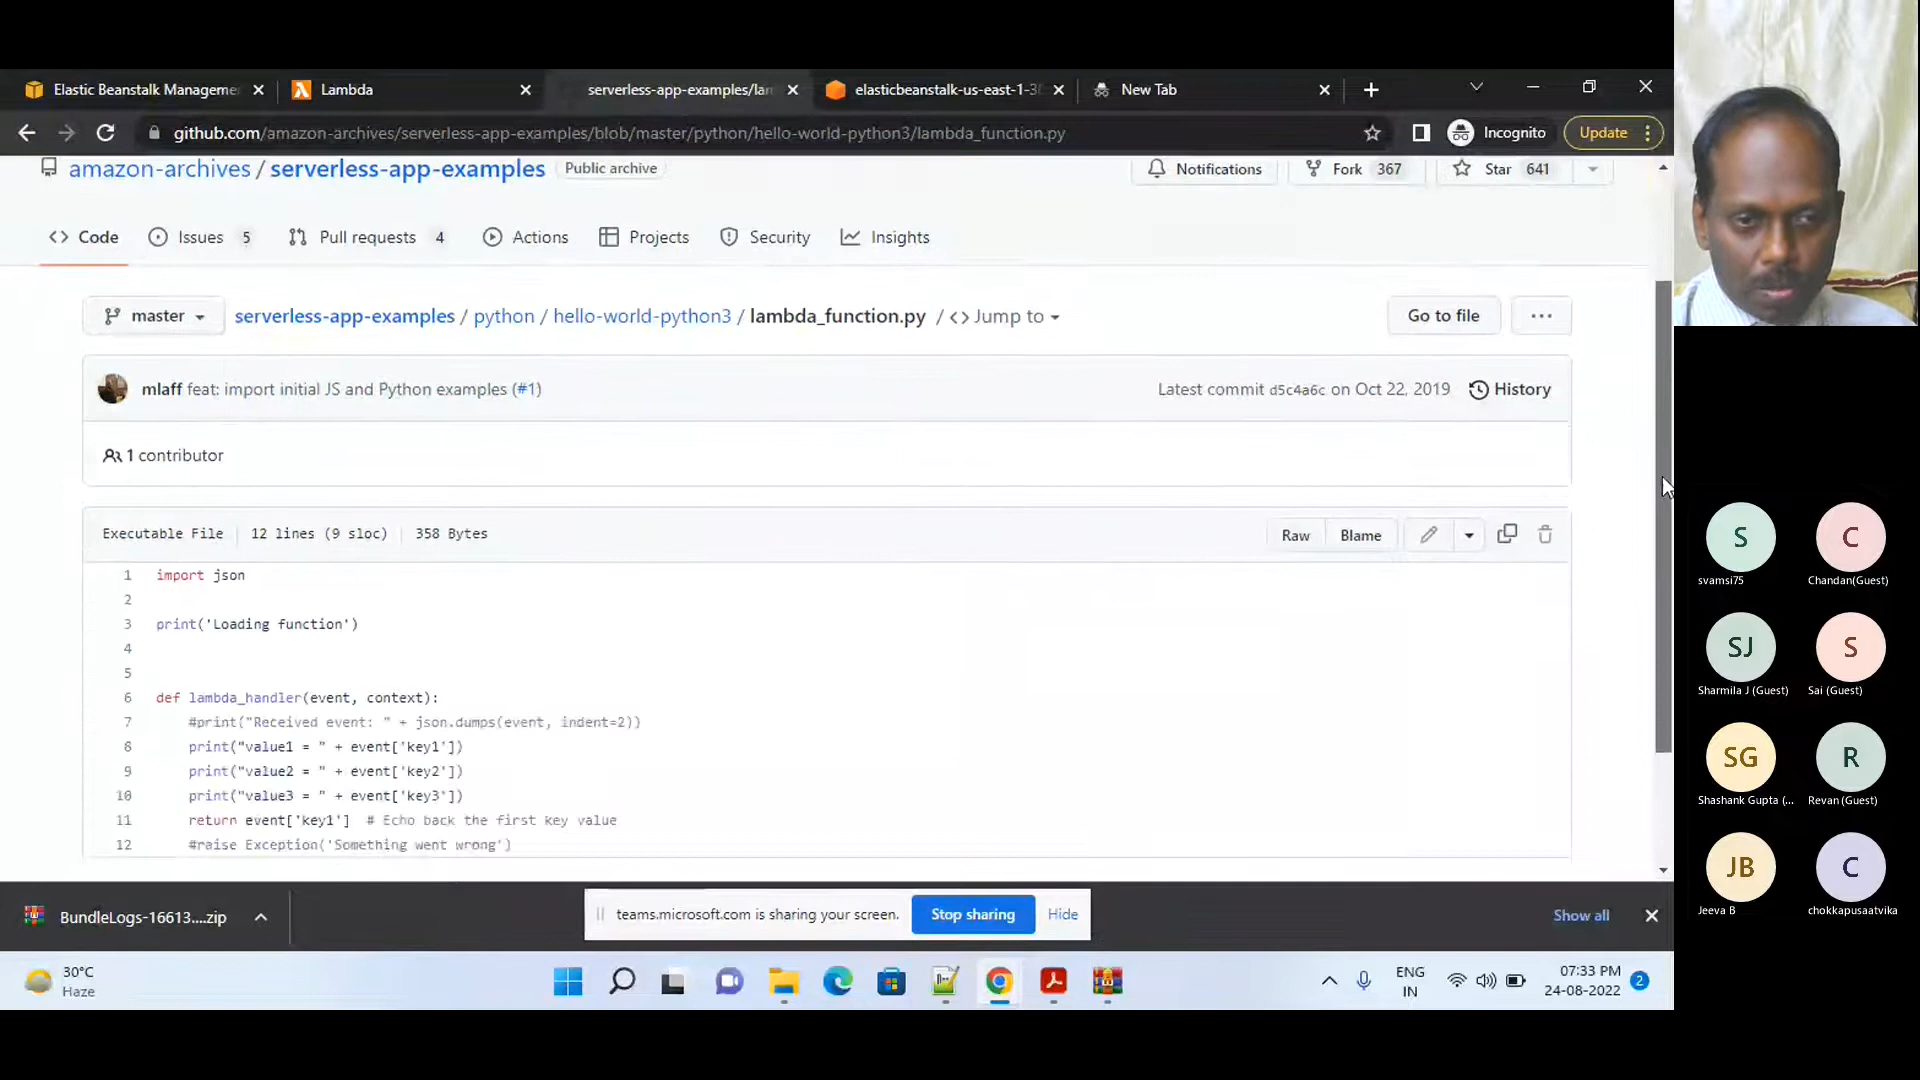 Elastic Beanstalk Manageme
Lambda
serverless-app-examples/lan
elasticbeanstalk-us-east-1-38
New Tab
github.com/amazon-archives/serverless-app-examples/blob/master/python/hello-world-python3/lambda_function.py
Incognito
Update
amazon-archives / serverless-app-examples
Public archive
Notifications
Fork 367
Star 641
Code
Issues 5
Pull requests 4
Actions
Projects
Security
Insights
master
serverless-app-examples / python / hello-world-python3 / lambda_function.py / <> Jump to
Go to file
...
mlaff feat: import initial JS and Python examples (#1)
Latest commit d5c4a6c on Oct 22, 2019
History
1 contributor
Executable File
12 lines (9 sloc)
358 Bytes
Raw
Blame
1 import json
2
3 print('Loading function')
4
5
6 def lambda_handler(event, context):
7 #print("Received event: " + json.dumps(event, indent=2))
8 print("value1 = " + event['key1'])
9 print("value2 = " + event['key2'])
10 print("value3 = " + event['key3'])
11 return event['key1'] # Echo back the first key value
12 #raise Exception('Something went wrong')
BundleLogs-16613....zip
teams.microsoft.com is sharing your screen.
Stop sharing
Hide
Show all
30°C
Haze
ENG
IN
07:33 PM
24-08-2022
2
S
C
svamsi75
Chandan(Guest)
SJ
S
Sharmila J (Guest)
Sai (Guest)
SG
R
Shashank Gupta (...
Revan (Guest)
JB
C
Jeeva B
chokkapusaatvika